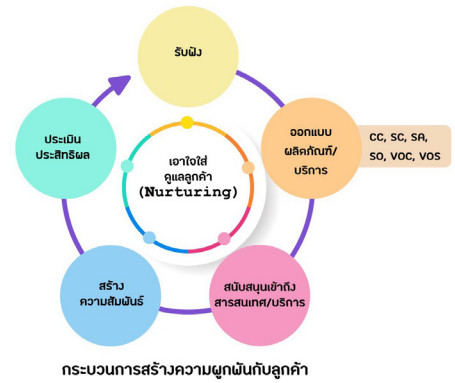 รับฟัง
ออกแบบ
ผลิตภัณฑ์/
บริการ
CC, SC, SA,
SO, VOC, VOS
สนับสนุนเข้าถึง
สารสนเทศ/บริการ
สร้าง
ความสัมพันธ์
ประเมิน
ประสิทธิผล
เอาใจใส่
ดูแลลูกค้า
(Nurturing)
กระบวนการสร้างความผูกพันกับลูกค้า